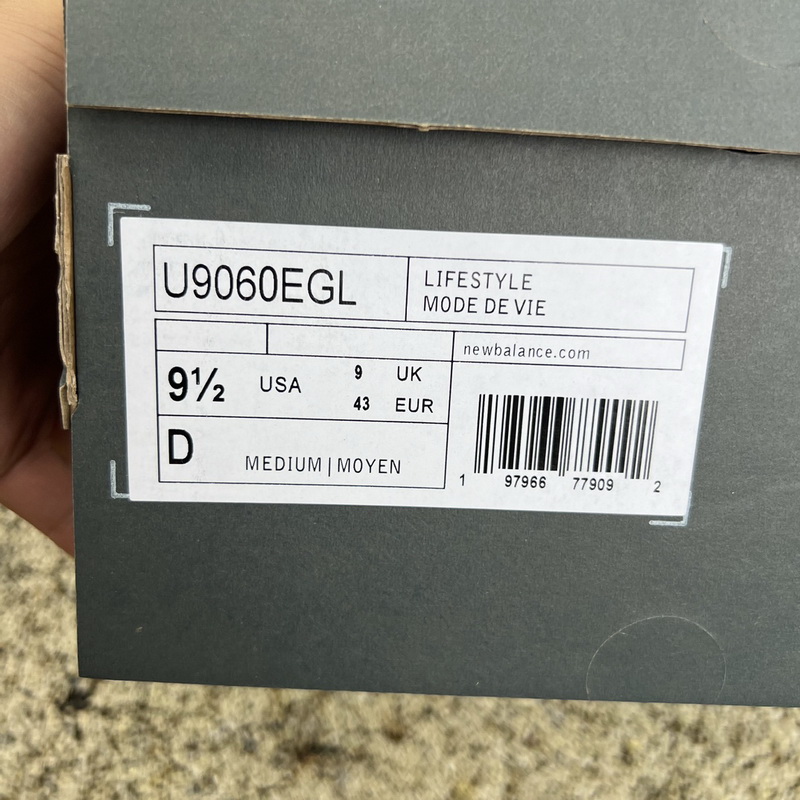 U9060EGL
LIFESTYLE
MODE DE VIE
newbalance.com
9½ USA
9 UK
43 EUR
D
MEDIUM | MOYEN
1 97966 77909 2